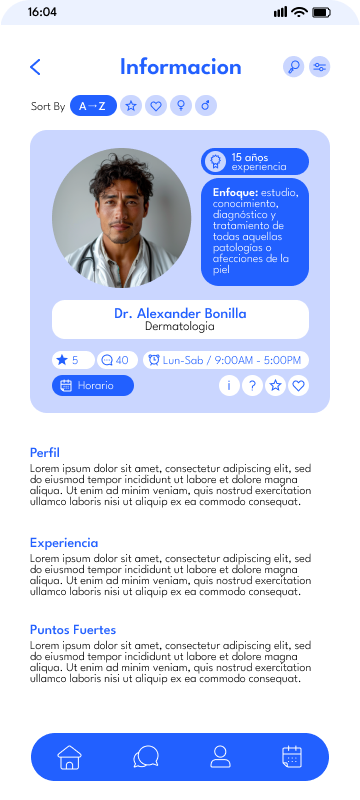 16:04
Informacion
Sort By A→Z
15 años
experiencia
Enfoque: estudio,
conocimiento,
diagnóstico y
tratamiento de
todas aquellas
patologías o
afecciones de la
piel
Dr. Alexander Bonilla
Dermatologia
5 40 Lun-Sab / 9:00AM - 5:00PM
Horario i ?
Perfil
Lorem ipsum dolor sit amet, consectetur adipiscing elit, sed
do eiusmod tempor incididunt ut labore et dolore magna
aliqua. Ut enim ad minim veniam, quis nostrud exercitation
ullamco laboris nisi ut aliquip ex ea commodo consequat.
Experiencia
Lorem ipsum dolor sit amet, consectetur adipiscing elit, sed
do eiusmod tempor incididunt ut labore et dolore magna
aliqua. Ut enim ad minim veniam, quis nostrud exercitation
ullamco laboris nisi ut aliquip ex ea commodo consequat.
Puntos Fuertes
Lorem ipsum dolor sit amet, consectetur adipiscing elit, sed
do eiusmod tempor incididunt ut labore et dolore magna
aliqua. Ut enim ad minim veniam, quis nostrud exercitation
ullamco laboris nisi ut aliquip ex ea commodo consequat.